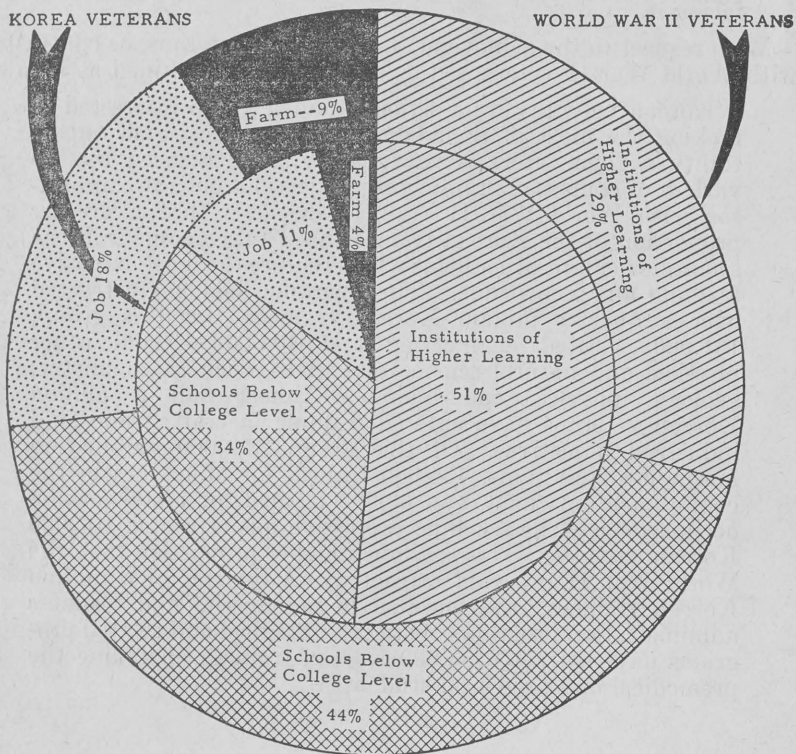 KOREA VETERANS
WORLD WAR II VETERANS
Farm--9%
Institutions of
Higher Learning
29%
Farm 4%
Job 11%
Job 18%
Institutions of
Higher Learning
51%
Schools Below
College Level
34%
Schools Below
College Level
44%